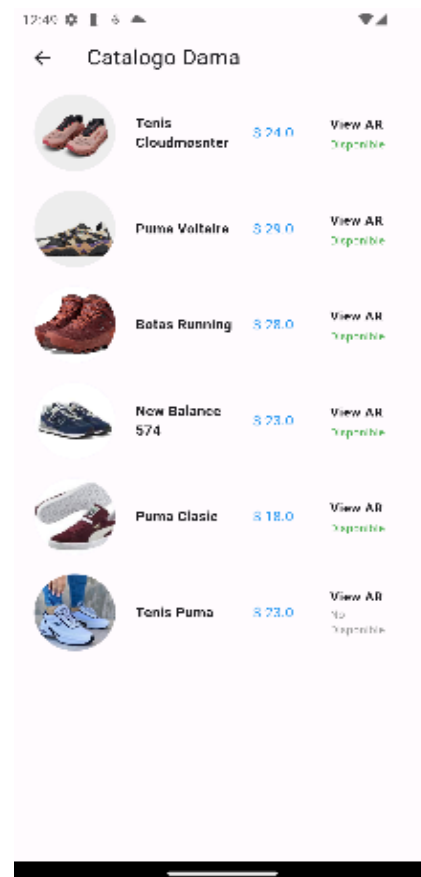 12:49
Catalogo Dama
Tenis
Cloudmøsnter
$ 24.0
View AR
Disponible
Puma Voltaire
$ 29.0
View AR
Disponible
Botas Running
$ 28.0
View AR
Disponible
New Balance
574
$ 23.0
View AR
Disponible
Puma Clasic
$ 18.0
View AR
Disponible
Tenis Puma
$ 23.0
View AR
No
Disponible